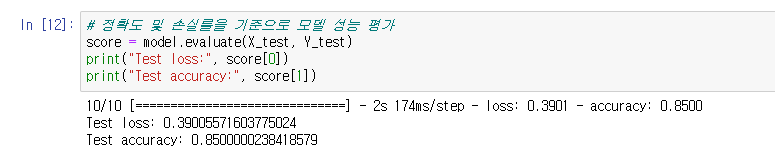 In [12]: # 정확도 및 손실률을 기준으로 모델 성능 평가
score = model.evaluate(X_test, Y_test)
print("Test loss:", score[0])
print("Test accuracy:", score[1])
10/10 [==============================] - 2s 174ms/step - loss: 0.3901 - accuracy: 0.8500
Test loss: 0.39005571603775024
Test accuracy: 0.8500000238418579